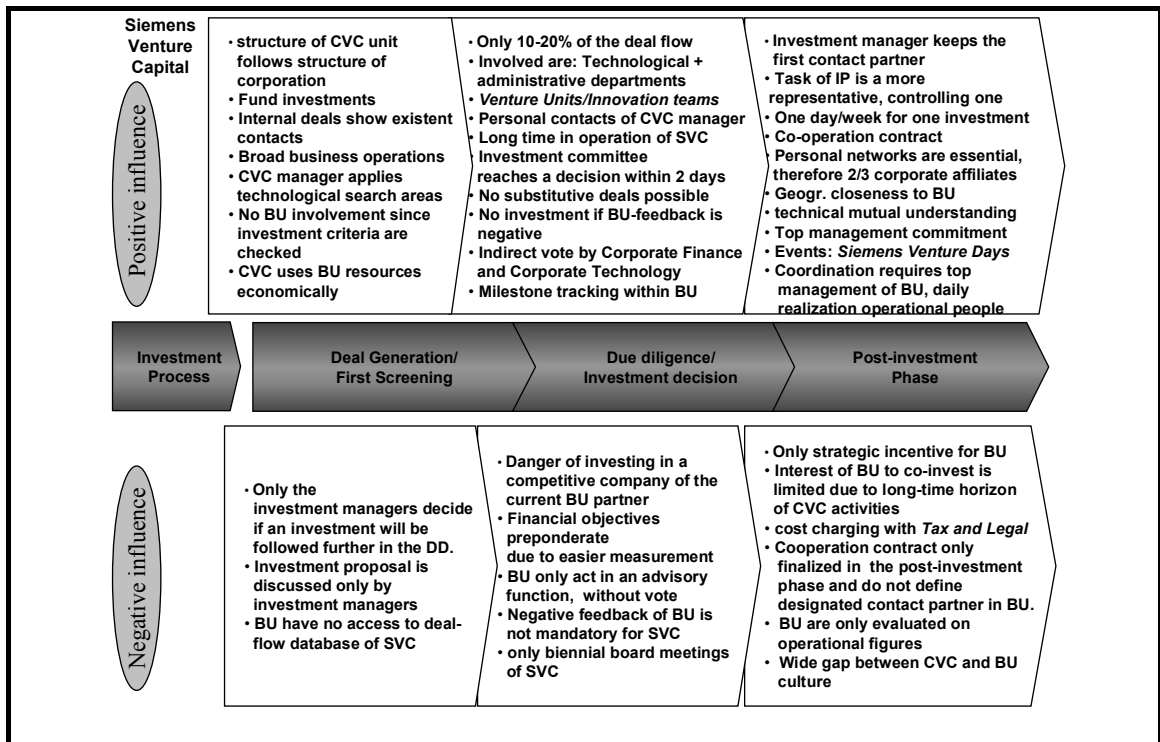 Siemens
Venture
Capital
Positive influence
• structure of CVC unit
follows structure of
corporation
• Fund investments
• Internal deals show existent
contacts
• Broad business operations
• CVC manager applies
technological search areas
• No BU involvement since
investment criteria are
checked
• CVC uses BU resources
economically
• Only 10-20% of the deal flow
• Involved are: Technological +
administrative departments
• Venture Units/Innovation teams
• Personal contacts of CVC manager
• Long time in operation of SVC
• Investment committee
reaches a decision within 2 days
• No substitutive deals possible
• No investment if BU-feedback is
negative
• Indirect vote by Corporate Finance
and Corporate Technology
• Milestone tracking within BU
• Investment manager keeps the
first contact partner
• Task of IP is a more
representative, controlling one
• One day/week for one investment
• Co-operation contract
• Personal networks are essential,
therefore 2/3 corporate affiliates
• Geogr. closeness to BU
• technical mutual understanding
• Top management commitment
• Events: Siemens Venture Days
• Coordination requires top
management of BU, daily
realization operational people
Investment
Process
Deal Generation/
First Screening
Due diligence/
Investment decision
Post-investment
Phase
Negative influence
• Only the
investment managers decide
if an investment will be
followed further in the DD.
• Investment proposal is
discussed only by
investment managers
• BU have no access to deal-
flow database of SVC
• Danger of investing in a
competitive company of the
current BU partner
• Financial objectives
preponderate
due to easier measurement
• BU only act in an advisory
function, without vote
• Negative feedback of BU is
not mandatory for SVC
• only biennial board meetings
of SVC
• Only strategic incentive for BU
• Interest of BU to co-invest is
limited due to long-time horizon
of CVC activities
• cost charging with Tax and Legal
• Cooperation contract only
finalized in the post-investment
phase and do not define
designated contact partner in BU.
• BU are only evaluated on
operational figures
• Wide gap between CVC and BU
culture